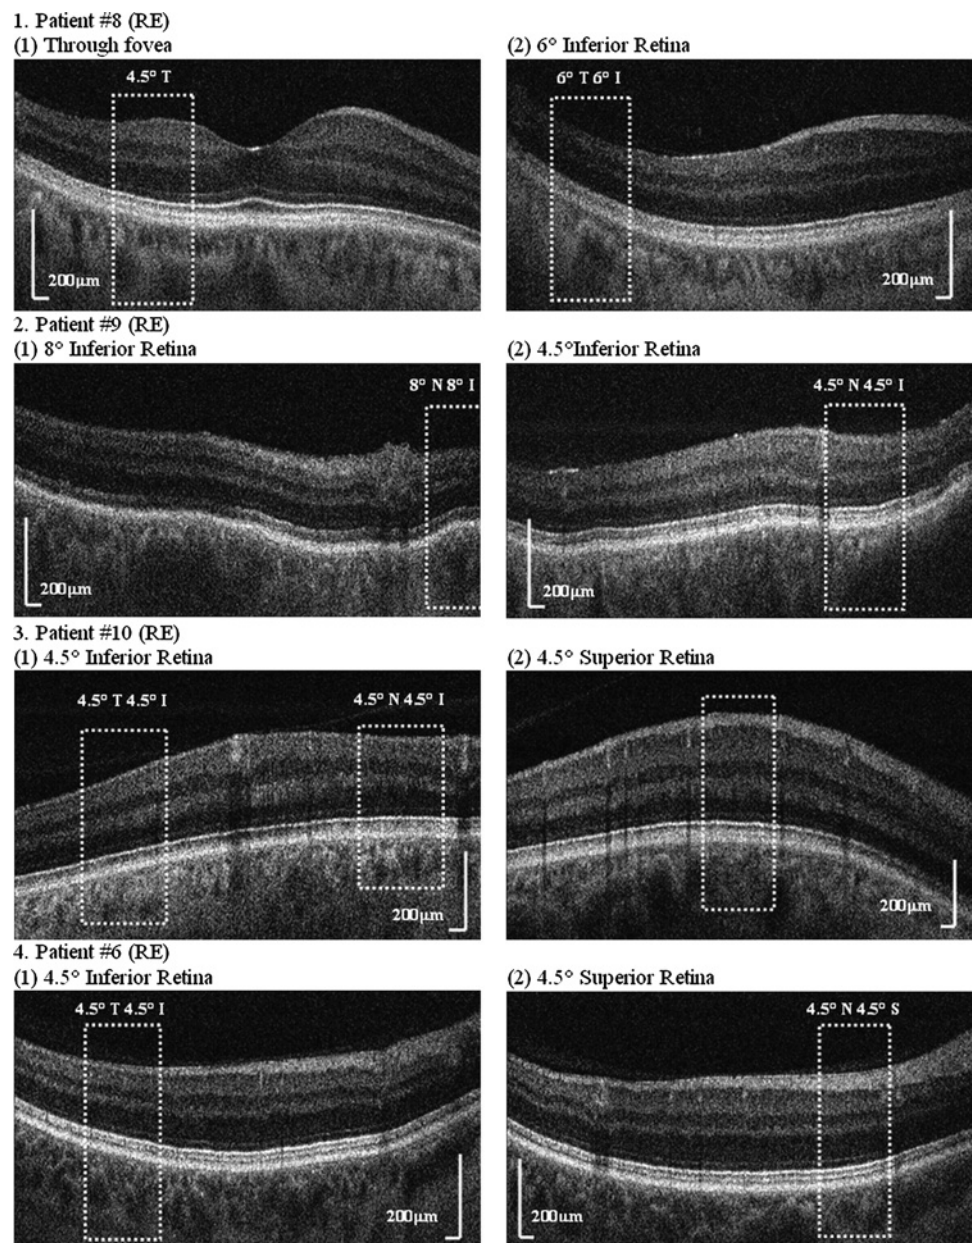 1. Patient #8 (RE)
(1) Through fovea
(2) 6° Inferior Retina
4.5° T
6° T 6° I
200µm
200µm
2. Patient #9 (RE)
(1) 8° Inferior Retina
(2) 4.5°Inferior Retina
8° N 8° I
4.5° N 4.5° I
200µm
200µm
3. Patient #10 (RE)
(1) 4.5° Inferior Retina
(2) 4.5° Superior Retina
4.5° T 4.5° I
4.5° N 4.5° I
200µm
200µm
4. Patient #6 (RE)
(1) 4.5° Inferior Retina
(2) 4.5° Superior Retina
4.5° T 4.5° I
4.5° N 4.5° S
200µm
200µm